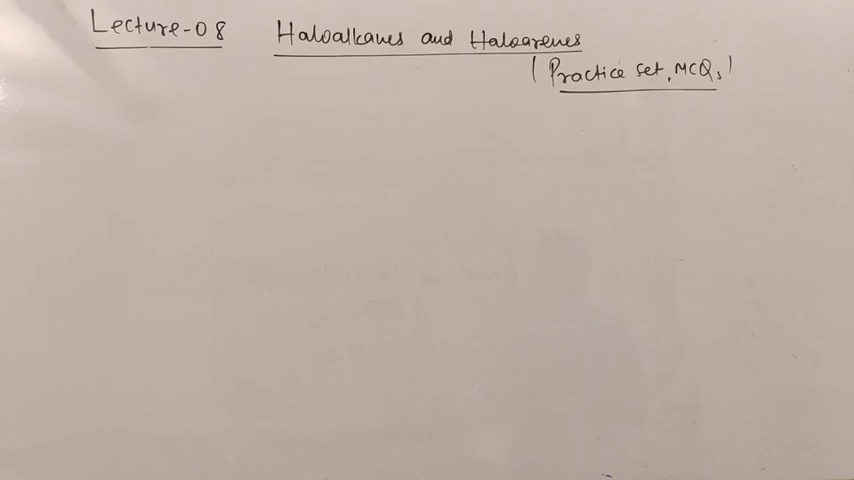 Lecture-08 Haloalkanes and Haloarenes
(Practice set, MCQs)